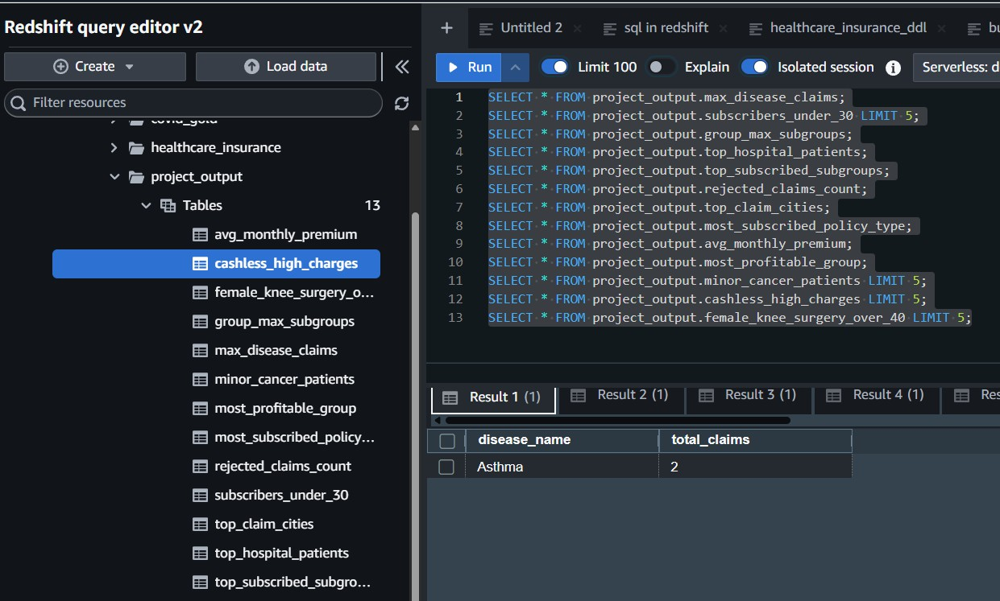 Redshift query editor v2
Create
Load data
Filter resources
covid_gold
healthcare_insurance
project_output
Tables 13
avg_monthly_premium
cashless_high_charges
female_knee_surgery_o...
group_max_subgroups
max_disease_claims
minor_cancer_patients
most_profitable_group
most_subscribed_policy...
rejected_claims_count
subscribers_under_30
top_claim_cities
top_hospital_patients
top_subscribed_subgro...
Untitled 2 sql in redshift healthcare_insurance_ddl bu
Run Limit 100 Explain Isolated session Serverless: d
1 SELECT * FROM project_output.max_disease_claims;
2 SELECT * FROM project_output.subscribers_under_30 LIMIT 5;
3 SELECT * FROM project_output.group_max_subgroups;
4 SELECT * FROM project_output.top_hospital_patients;
5 SELECT * FROM project_output.top_subscribed_subgroups;
6 SELECT * FROM project_output.rejected_claims_count;
7 SELECT * FROM project_output.top_claim_cities;
8 SELECT * FROM project_output.most_subscribed_policy_type;
9 SELECT * FROM project_output.avg_monthly_premium;
10 SELECT * FROM project_output.most_profitable_group;
11 SELECT * FROM project_output.minor_cancer_patients LIMIT 5;
12 SELECT * FROM project_output.cashless_high_charges LIMIT 5;
13 SELECT * FROM project_output.female_knee_surgery_over_40 LIMIT 5;
Result 1 (1) Result 2 (1) Result 3 (1) Result 4 (1) Res
disease_name total_claims
Asthma 2